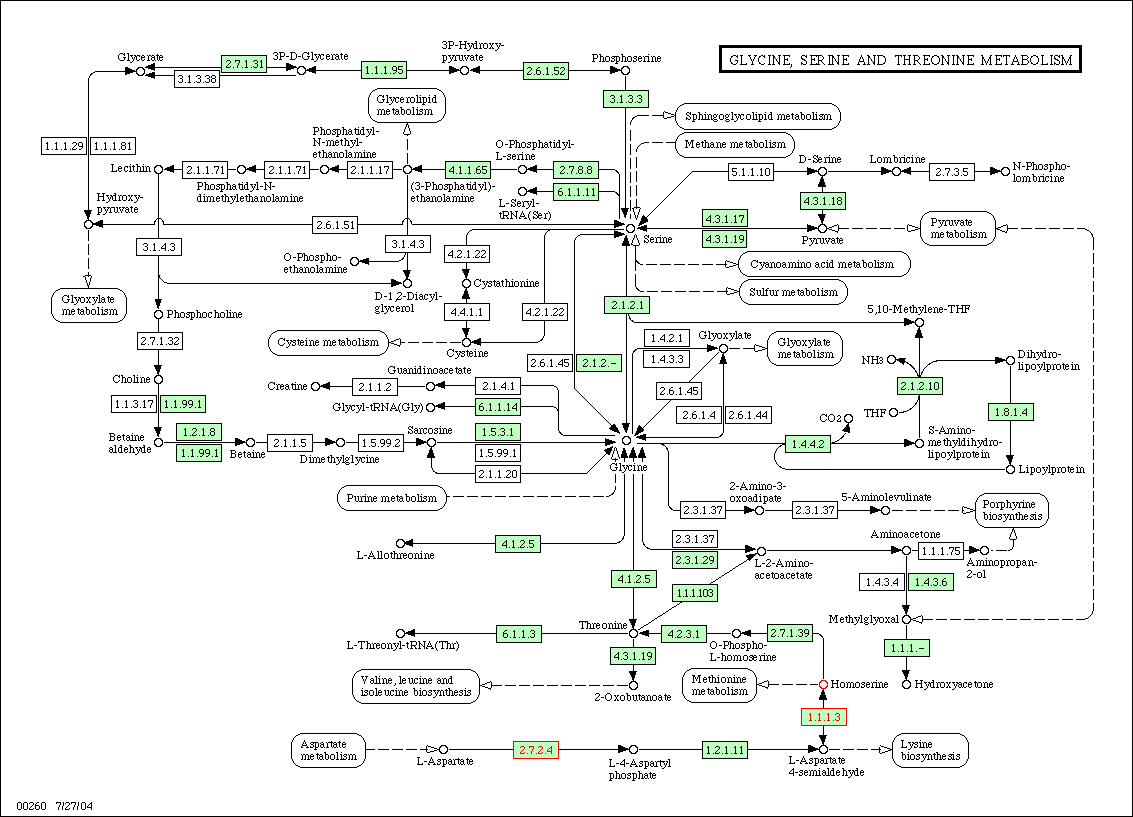 GLYCINE, SERINE AND THREONINE METABOLISM
Glycerate
2.7.1.31
3.1.3.38
3P-D-Glycerate
1.1.1.95
3P-Hydroxy-
pyruvate
2.6.1.52
Phosphoserine
3.1.3.3
Glycerolipid
metabolism
Sphingoglycolipid metabolism
Methane metabolism
1.1.1.29
1.1.1.81
Lecithin
2.1.1.71
2.1.1.71
Phosphatidyl-
N-methyl-
ethanolamine
2.1.1.17
4.1.1.65
O-Phosphatidyl-
L-serine
2.7.8.8
Phosphatidyl-N-
dimethylethanolamine
(3-Phosphatidyl)-
ethanolamine
6.1.1.11
L-Seryl-
tRNA(Ser)
5.1.1.10
D-Serine
Lombricine
2.7.3.5
N-Phospho-
lombricine
4.3.1.18
Hydroxy-
pyruvate
2.6.1.51
Serine
4.3.1.17
4.3.1.19
Pyruvate
Pyruvate
metabolism
3.1.4.3
3.1.4.3
O-Phospho-
ethanolamine
4.2.1.22
Cyanoamino acid metabolism
Sulfur metabolism
Glyoxylate
metabolism
D-1,2-Diacyl-
glycerol
Cystathionine
4.4.1.1
4.2.1.22
2.1.2.1
5,10-Methylene-THF
Phosphocholine
2.7.1.32
Cysteine metabolism
Cysteine
1.4.2.1
1.4.3.3
Glyoxylate
Glyoxylate
metabolism
2.6.1.45
2.1.2.-
NH3
Dihydro-
lipoylprotein
Choline
Creatine
2.1.1.2
Guanidinoacetate
2.1.4.1
2.6.1.45
2.1.2.10
1.1.3.17
1.1.99.1
Glycyl-tRNA(Gly)
6.1.1.14
2.6.1.4
2.6.1.44
CO2
THF
1.8.1.4
Betaine
aldehyde
1.2.1.8
1.1.99.1
Betaine
2.1.1.5
Dimethylglycine
1.5.99.2
Sarcosine
1.5.3.1
1.5.99.1
2.1.1.20
Glycine
1.4.4.2
S-Amino-
methyldihydro-
lipoylprotein
Lipoylprotein
Purine metabolism
2.3.1.37
2-Amino-3-
oxoadipate
2.3.1.37
5-Aminolevulinate
Porphyrine
biosynthesis
L-Allothreonine
4.1.2.5
2.3.1.37
2.3.1.29
L-2-Amino-
acetoacetate
Aminoacetone
1.1.1.75
Aminopropan-
2-ol
4.1.2.5
1.1.1.103
1.4.3.4
1.4.3.6
Methylglyoxal
L-Threonyl-tRNA(Thr)
6.1.1.3
Threonine
4.2.3.1
O-Phospho-
L-homoserine
2.7.1.39
1.1.1.-
4.3.1.19
Valine, leucine and
isoleucine biosynthesis
2-Oxobutanoate
Methionine
metabolism
Homoserine
Hydroxyacetone
1.1.1.3
Aspartate
metabolism
L-Aspartate
2.7.2.4
L-4-Aspartyl
phosphate
1.2.1.11
L-Aspartate
4-semialdehyde
Lysine
biosynthesis
00260 7/27/04